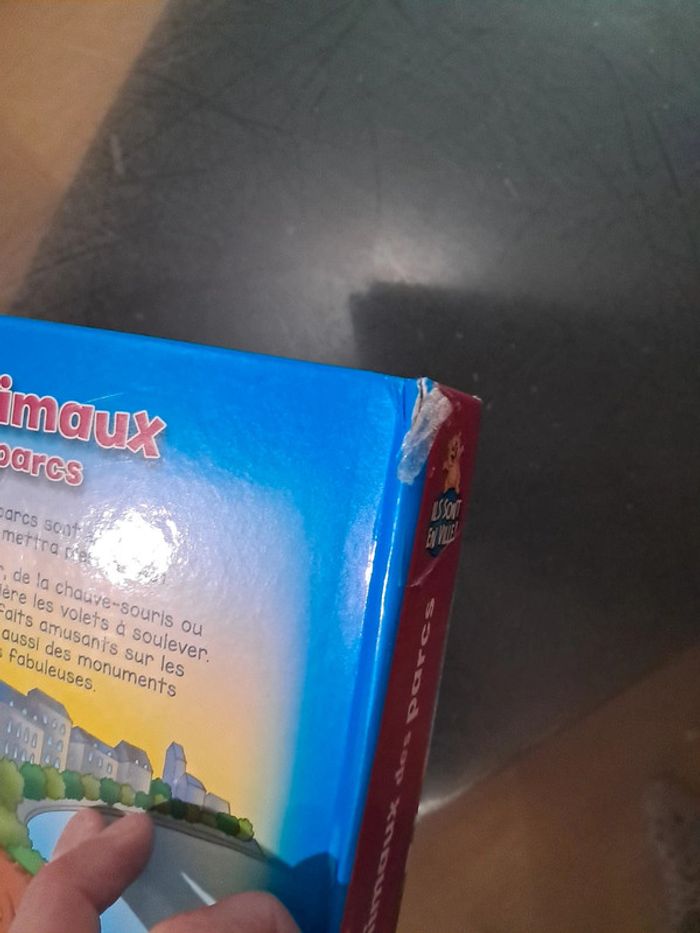 imaux
parcs
parcs sont
mettra
, de la chauve-souris ou
ère les volets à soulever.
faits amusants sur les
aussi des monuments
s fabuleuses.
ILS SONT
EN VILLE!
imaux des parcs